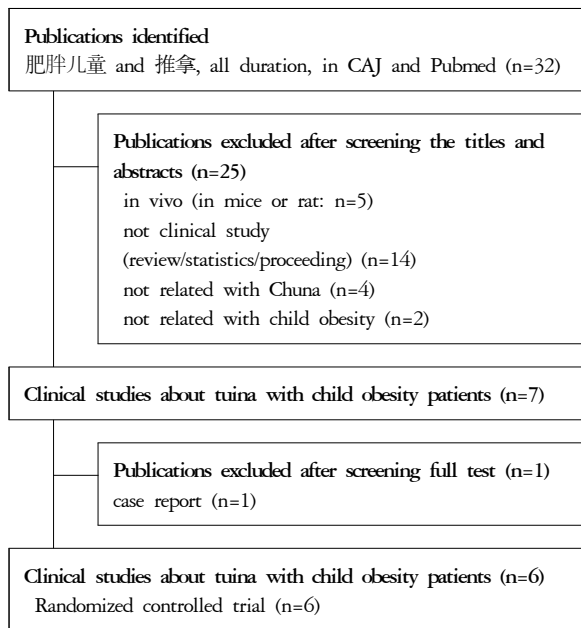 Publications identified
肥胖儿童 and 推拿, all duration, in CAJ and Pubmed (n=32)
Publications excluded after screening the titles and
abstracts (n=25)
in vivo (in mice or rat: n=5)
not clinical study
(review/statistics/proceeding) (n=14)
not related with Chuna (n=4)
not related with child obesity (n=2)
Clinical studies about tuina with child obesity patients (n=7)
Publications excluded after screening full test (n=1)
case report (n=1)
Clinical studies about tuina with child obesity patients (n=6)
Randomized controlled trial (n=6)